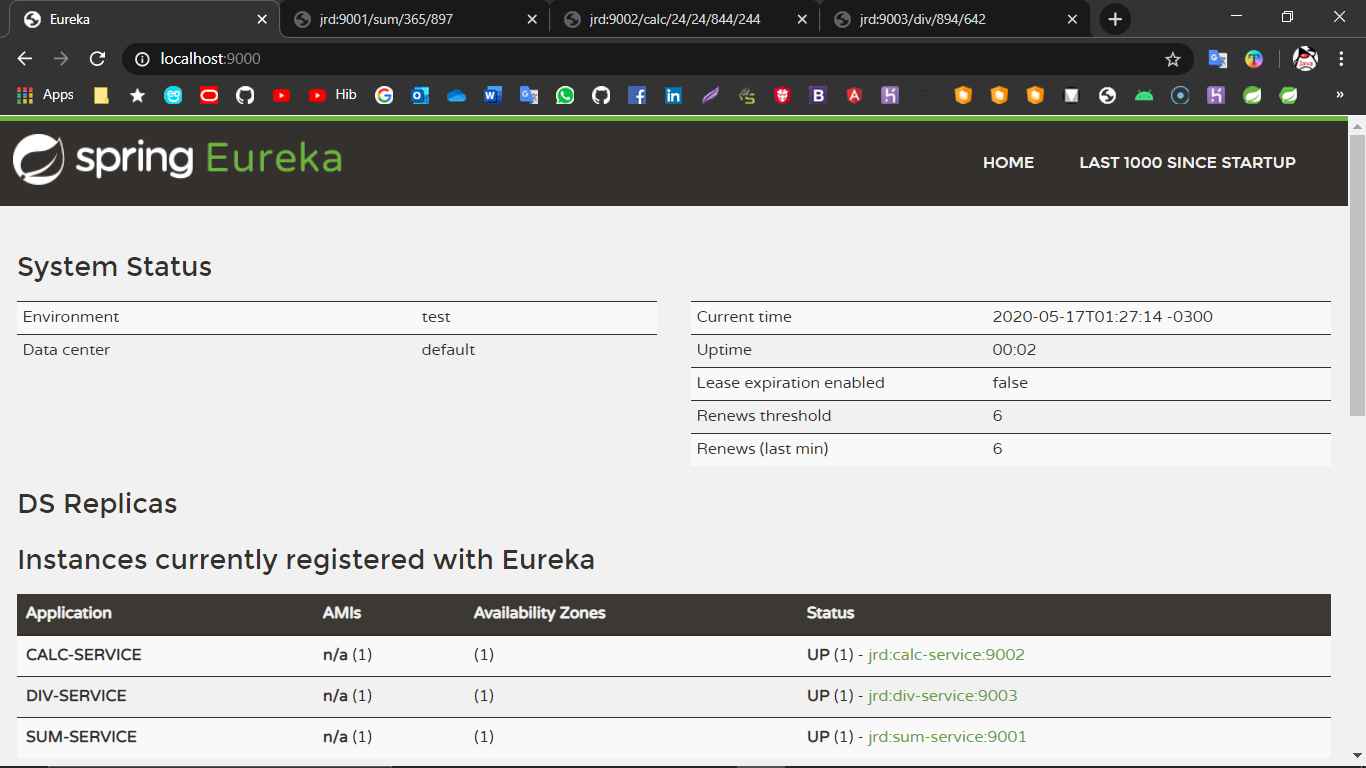 Eureka
jrd:9001/sum/365/897
jrd:9002/calc/24/24/844/244
jrd:9003/div/894/642
localhost:9000
Apps
Hib
spring Eureka
HOME
LAST 1000 SINCE STARTUP
System Status
Environment test
Data center default
Current time 2020-05-17T01:27:14 -0300
Uptime 00:02
Lease expiration enabled false
Renews threshold 6
Renews (last min) 6
DS Replicas
Instances currently registered with Eureka
Application AMIs Availability Zones Status
CALC-SERVICE n/a (1) (1) UP (1) - jrd:calc-service:9002
DIV-SERVICE n/a (1) (1) UP (1) - jrd:div-service:9003
SUM-SERVICE n/a (1) (1) UP (1) - jrd:sum-service:9001